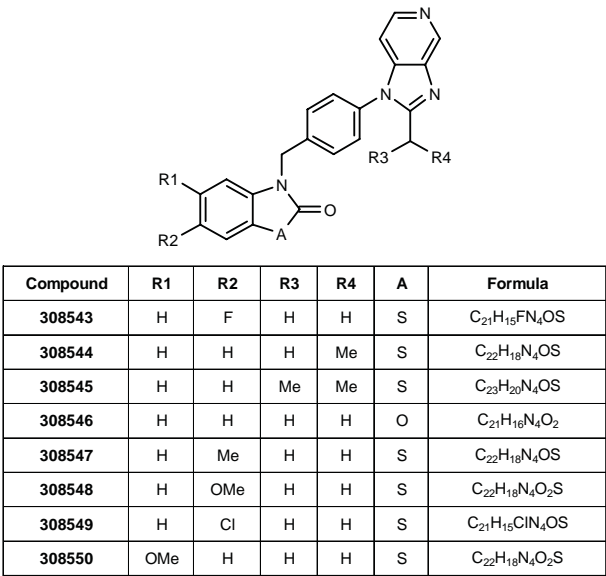 N
N
N
R3
R4
R1
N
O
R2
A
Compound R1 R2 R3 R4 A Formula
308543 H F H H S C₂₁H₁₅FN₄OS
308544 H H H Me S C₂₂H₁₈N₄OS
308545 H H Me Me S C₂₃H₂₀N₄OS
308546 H H H H O C₂₁H₁₆N₄O₂
308547 H Me H H S C₂₂H₁₈N₄OS
308548 H OMe H H S C₂₂H₁₈N₄O₂S
308549 H Cl H H S C₂₁H₁₅ClN₄OS
308550 OMe H H H S C₂₂H₁₈N₄O₂S